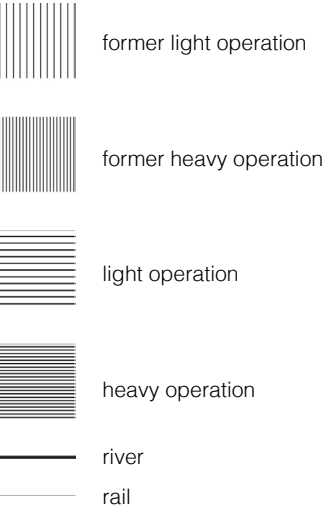 former light operation
former heavy operation
light operation
heavy operation
river
rail